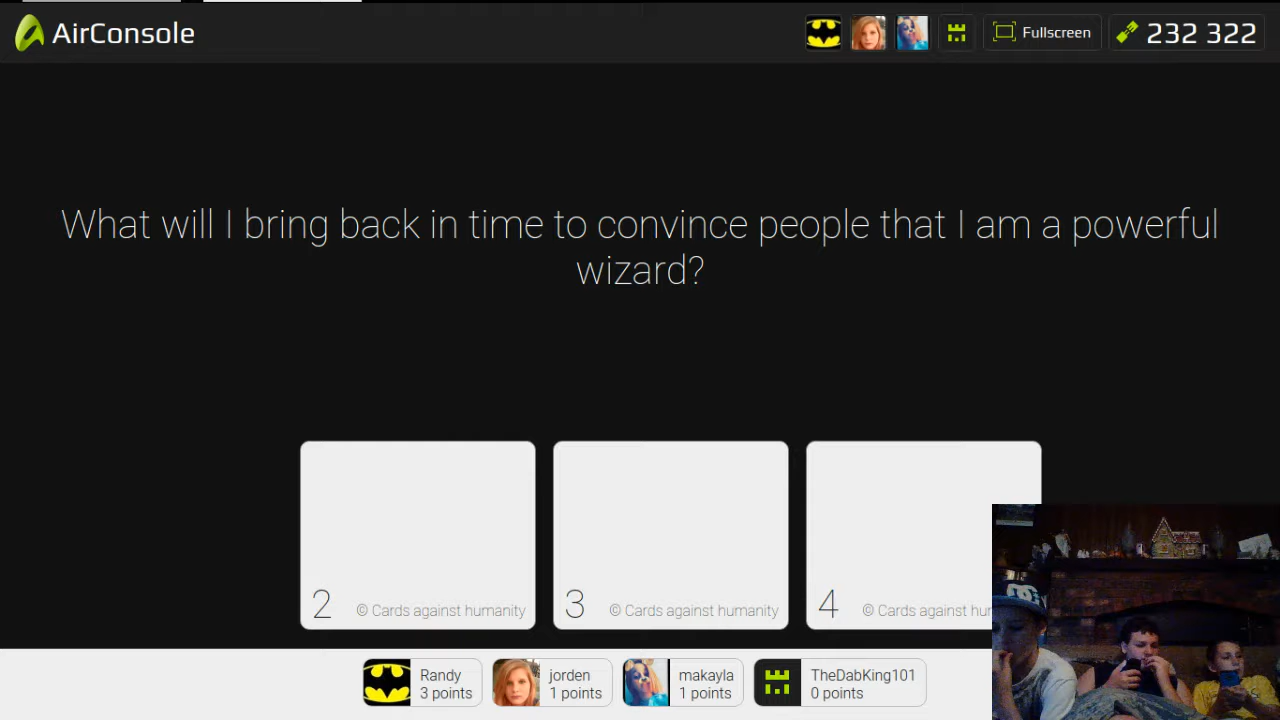 AirConsole
Fullscreen
232 322
What will I bring back in time to convince people that I am a powerful
wizard?
2 © Cards against humanity
3 © Cards against humanity
4 © Cards against hum
Randy
3 points
jorden
1 points
makayla
1 points
TheDabKing101
0 points